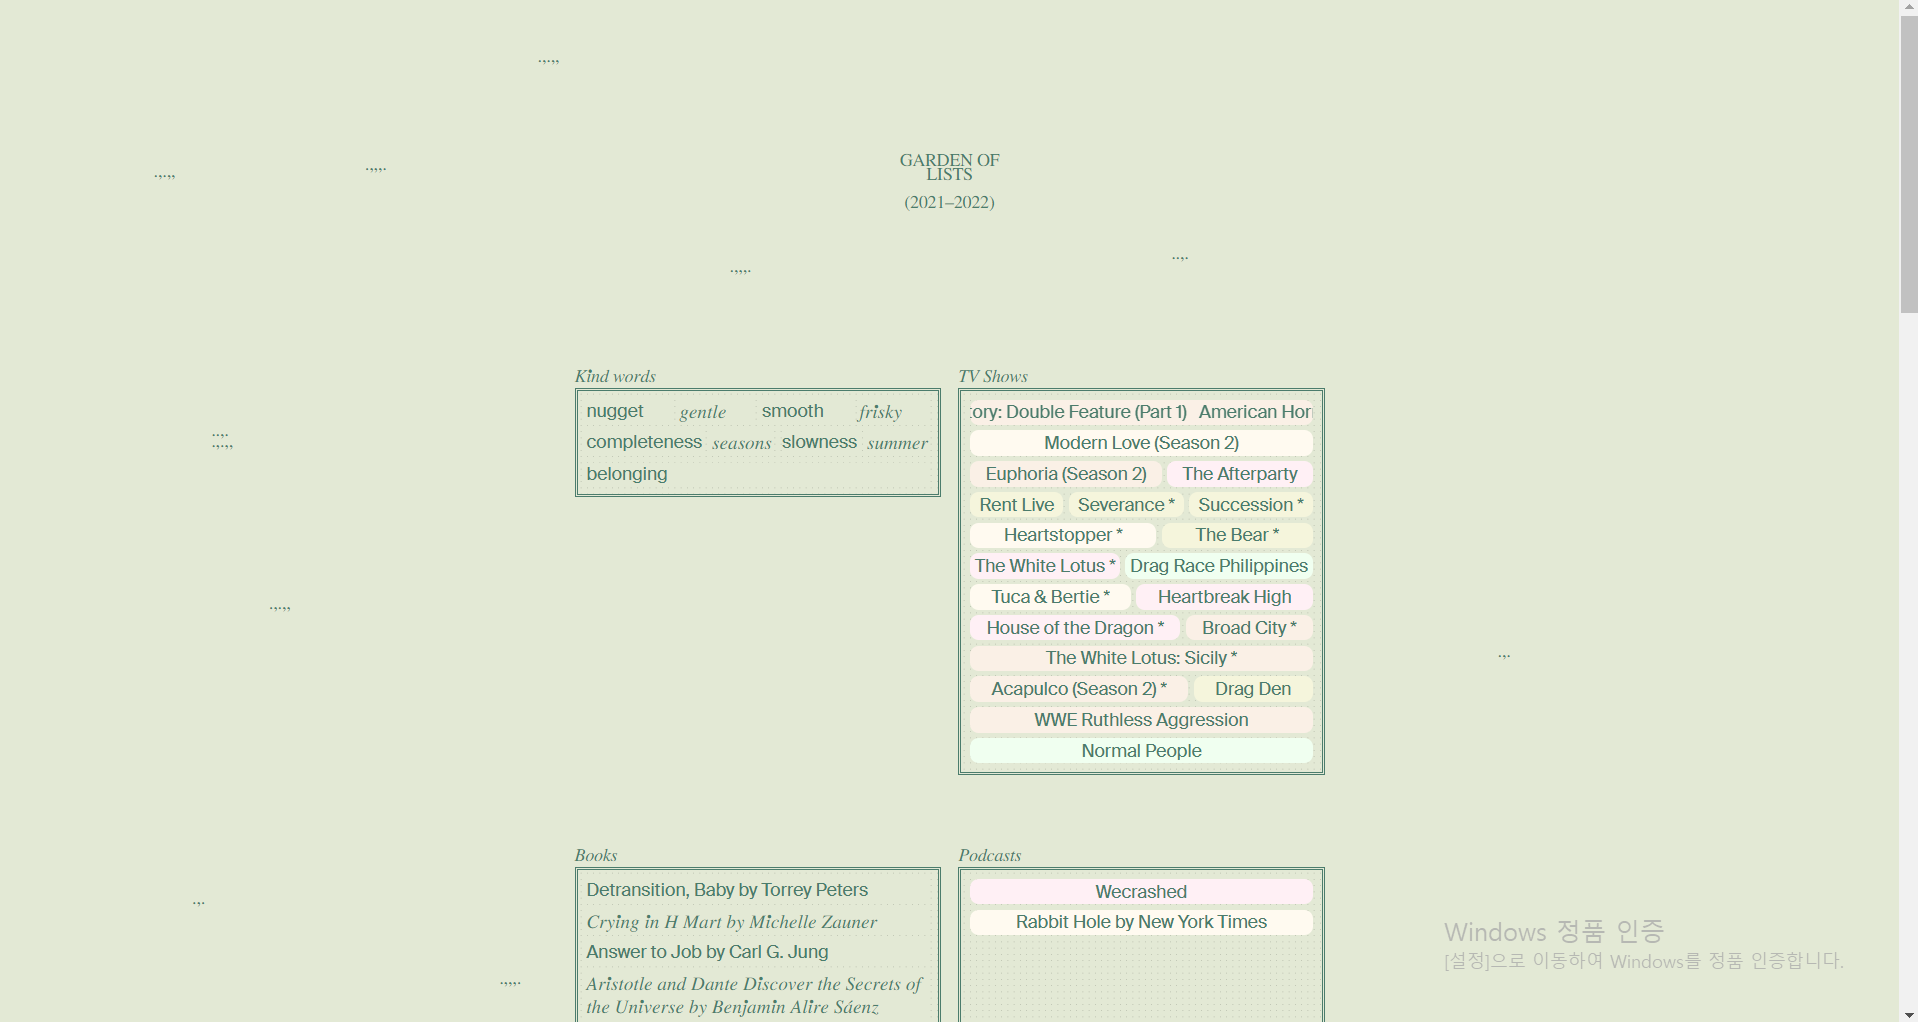 .,.,,
GARDEN OF
LISTS
(2021–2022)
.,.,,
.,,,.
.,,,.
..,.
Kind words
nugget gentle smooth frisky
completeness seasons slowness summer
belonging
..,.
.,.,,
.,.,,
TV Shows
tory: Double Feature (Part 1) American Horr
Modern Love (Season 2)
Euphoria (Season 2) The Afterparty
Rent Live Severance * Succession *
Heartstopper * The Bear *
The White Lotus * Drag Race Philippines
Tuca & Bertie * Heartbreak High
House of the Dragon * Broad City *
The White Lotus: Sicily *
Acapulco (Season 2) * Drag Den
WWE Ruthless Aggression
Normal People
.,.
Books
Detransition, Baby by Torrey Peters
Crying in H Mart by Michelle Zauner
Answer to Job by Carl G. Jung
Aristotle and Dante Discover the Secrets of
the Universe by Benjamin Alire Sáenz
.,.
.,,,.
Podcasts
Wecrashed
Rabbit Hole by New York Times
Windows 정품 인증
[설정]으로 이동하여 Windows를 정품 인증합니다.